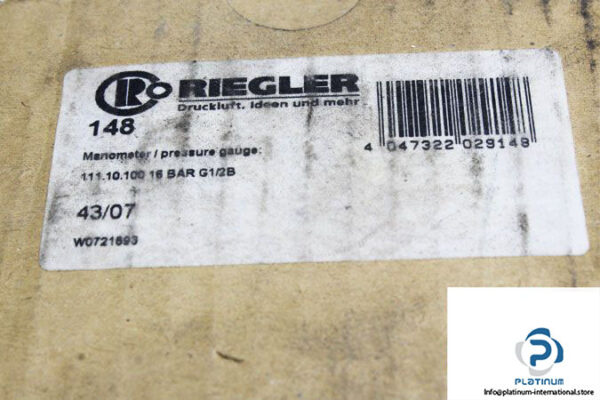 RIEGLER
Druckluft, Ideen und mehr
148
Manometer / pressure gauge:
111.10.100 16 BAR G1/2B
43/07
W0721693
4 047322 029148
PLATINUM
Info@platinum-international.store